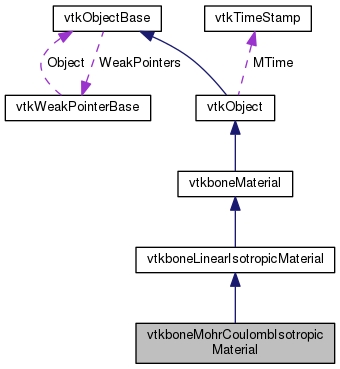 vtkObjectBase
vtkTimeStamp
Object
WeakPointers
MTime
vtkWeakPointerBase
vtkObject
vtkboneMaterial
vtkboneLinearIsotropicMaterial
vtkboneMohrCoulombIsotropic
Material